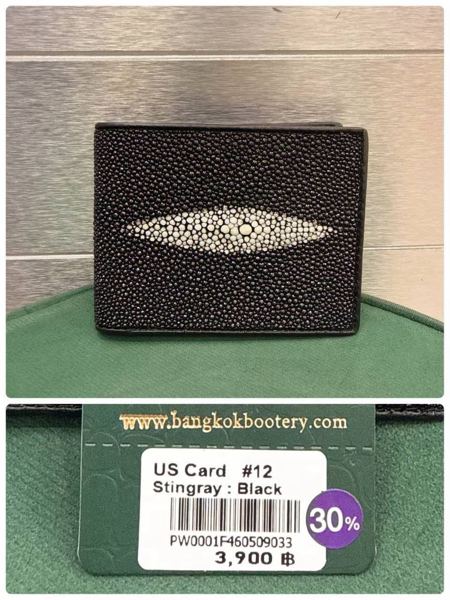 www.bangkokbootery.com
US Card #12
Stingray : Black
30%
PW0001F460509033
3,900 ฿